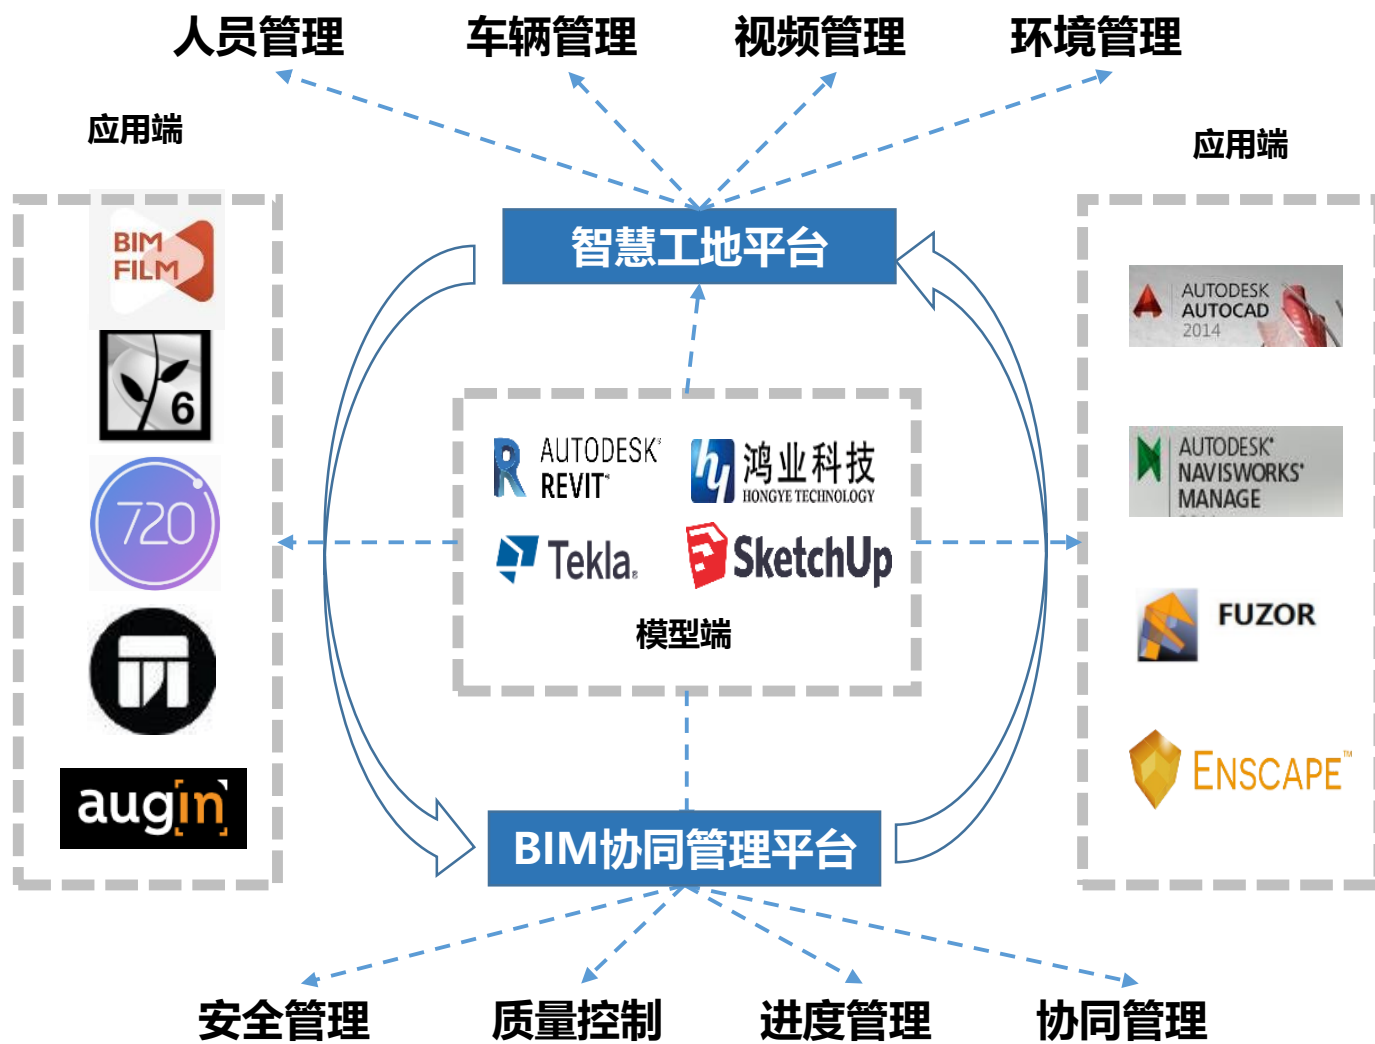 人员管理
车辆管理
视频管理
环境管理
应用端
应用端
智慧工地平台
BIM
FILM
6
720
augin
AUTODESK®
REVIT®
鸿业科技
HONGYE TECHNOLOGY
hy
Tekla®
SketchUp
模型端
AUTODESK
AUTOCAD
2014
AUTODESK®
NAVISWORKS®
MANAGE
FUZOR
ENSCAPE™
BIM协同管理平台
安全管理
质量控制
进度管理
协同管理